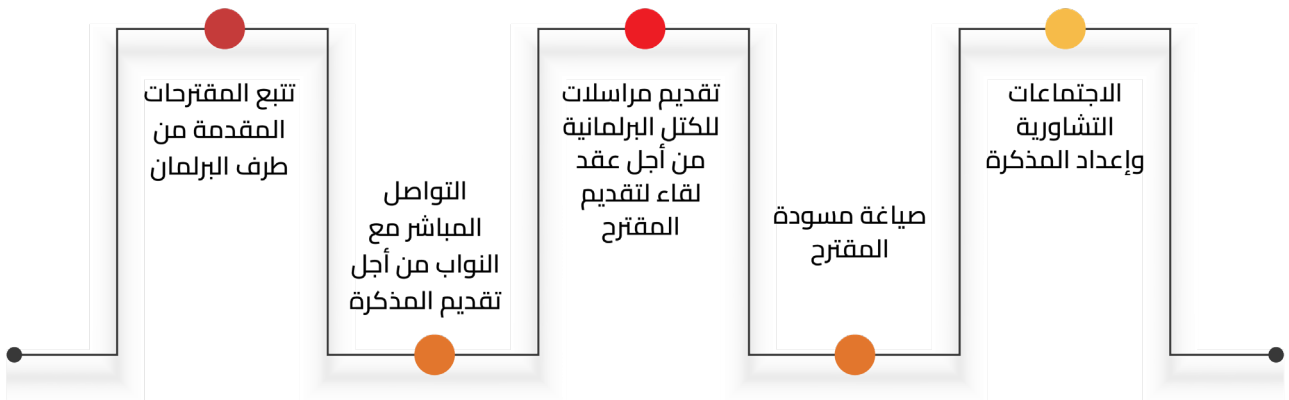 الاجتماعات
التشاورية
وإعداد المذكرة
صياغة مسودة
المقترح
تقديم مراسلات
للكتل البرلمانية
من أجل عقد
لقاء لتقديم
المقترح
التواصل
المباشر مع
النواب من أجل
تقديم المذكرة
تتبع المقترحات
المقدمة من
طرف البرلمان